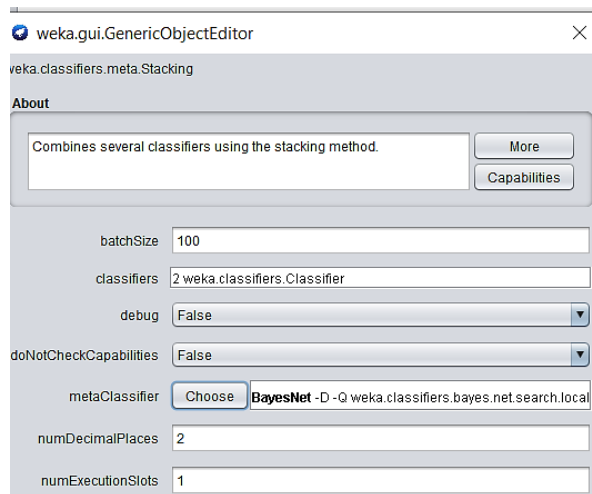 weka.gui.GenericObjectEditor
weka.classifiers.meta.Stacking
About
Combines several classifiers using the stacking method.
More
Capabilities
batchSize 100
classifiers 2 weka.classifiers.Classifier
debug False
doNotCheckCapabilities False
metaClassifier Choose BayesNet -D -Q weka.classifiers.bayes.net.search.local
numDecimalPlaces 2
numExecutionSlots 1